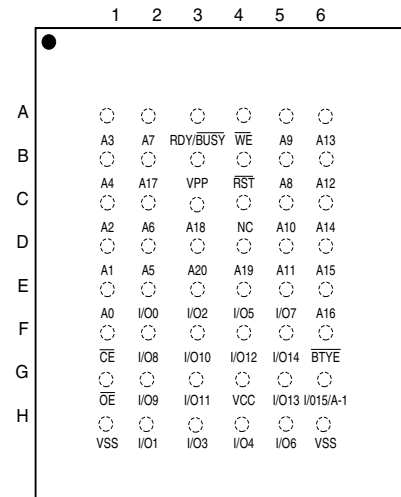 1 2 3 4 5 6
A
A3 A7 RDY/BUSY WE A9 A13
B
A4 A17 VPP RST A8 A12
C
A2 A6 A18 NC A10 A14
D
A1 A5 A20 A19 A11 A15
E
A0 I/O0 I/O2 I/O5 I/O7 A16
F
CE I/O8 I/O10 I/O12 I/O14 BTYE
G
OE I/O9 I/O11 VCC I/O13 I/015/A-1
H
VSS I/O1 I/O3 I/O4 I/O6 VSS